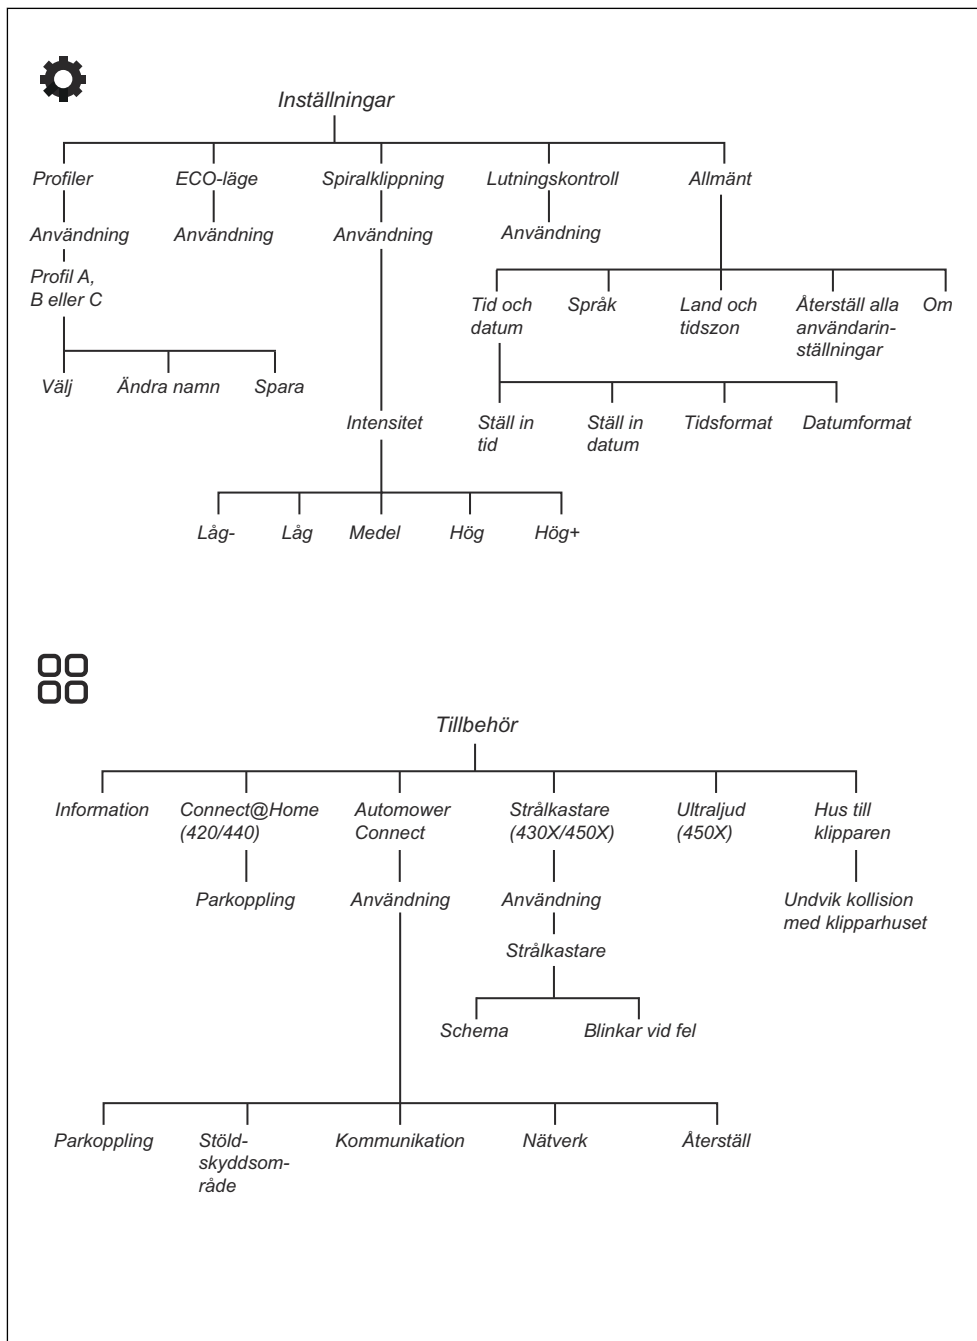 Inställningar
Profiler
ECO-läge
Spiralklippning
Lutningskontroll
Allmänt
Användning
Användning
Användning
Användning
Profil A,
B eller C
Tid och
datum
Språk
Land och
tidszon
Återställ alla
användarin-
ställningar
Om
Välj
Ändra namn
Spara
Intensitet
Ställ in
tid
Ställ in
datum
Tidsformat
Datumformat
Låg-
Låg
Medel
Hög
Hög+
Tillbehör
Information
Connect@Home
(420/440)
Automower
Connect
Strålkastare
(430X/450X)
Ultraljud
(450X)
Hus till
klipparen
Parkoppling
Användning
Användning
Undvik kollision
med klipparhuset
Strålkastare
Schema
Blinkar vid fel
Parkoppling
Stöld-
skyddsom-
råde
Kommunikation
Nätverk
Återställ